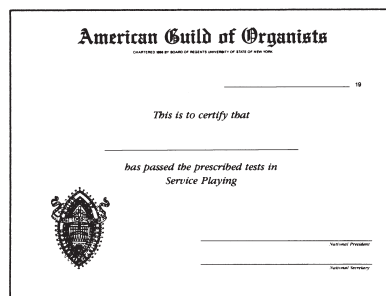 American Guild of Organists
CHARTERED 1896 BY BOARD OF REGENTS UNIVERSITY OF STATE OF NEW YORK
19
This is to certify that
has passed the prescribed tests in
Service Playing
National President
National Secretary